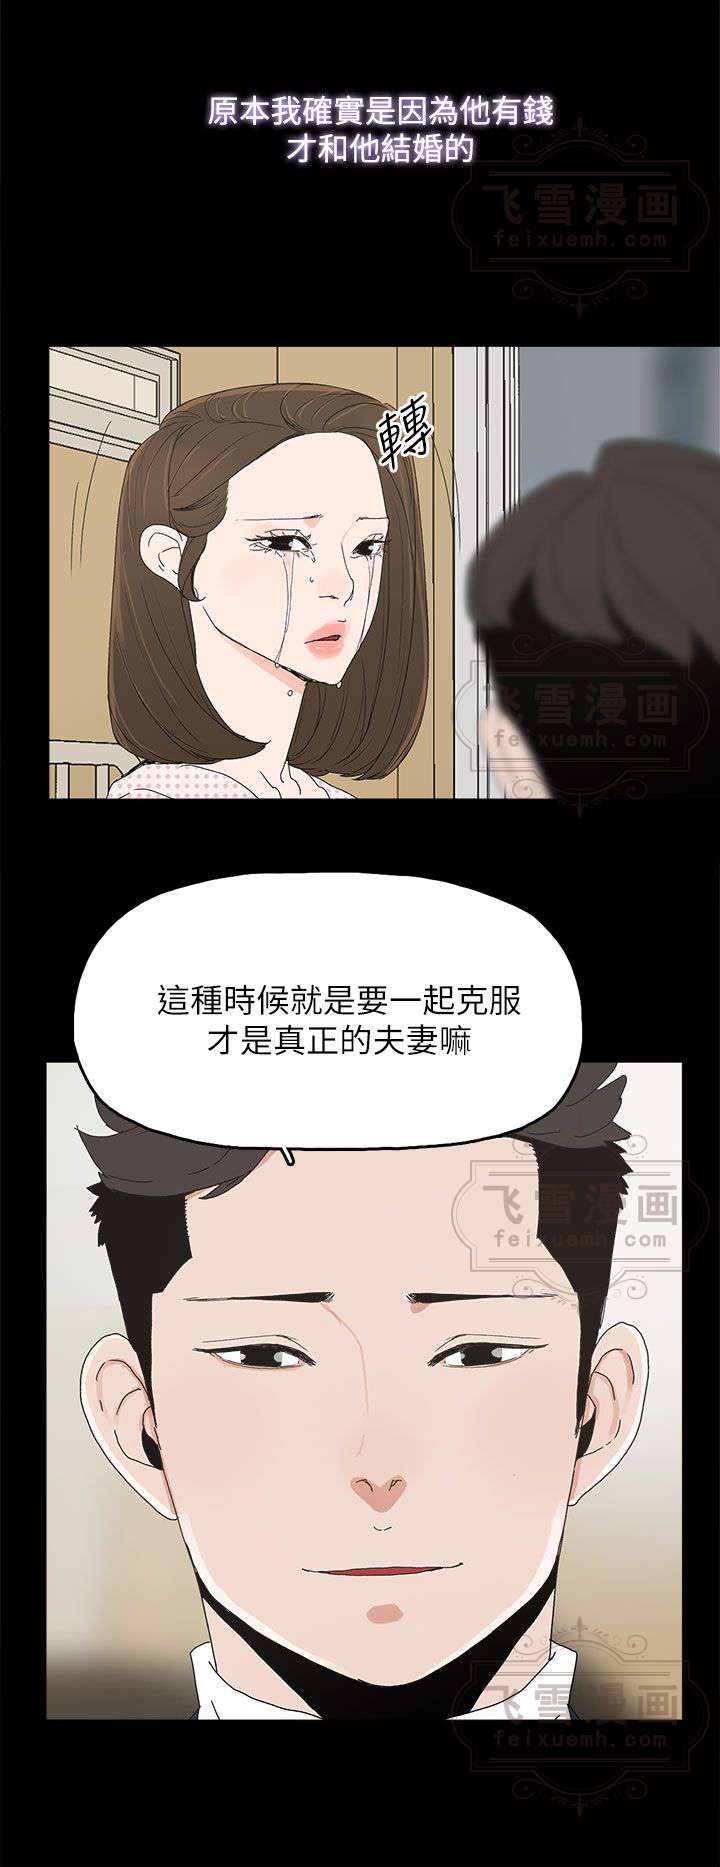 原本我確實是因為他有錢
才和他結婚的
飞雪漫画
feixuemh.com
轉
飞雪漫画
feixuemh.com
這種時候就是要一起克服
才是真正的夫妻嘛
飞雪漫画
feixuemh.com
飞雪漫画
feixuemh.com